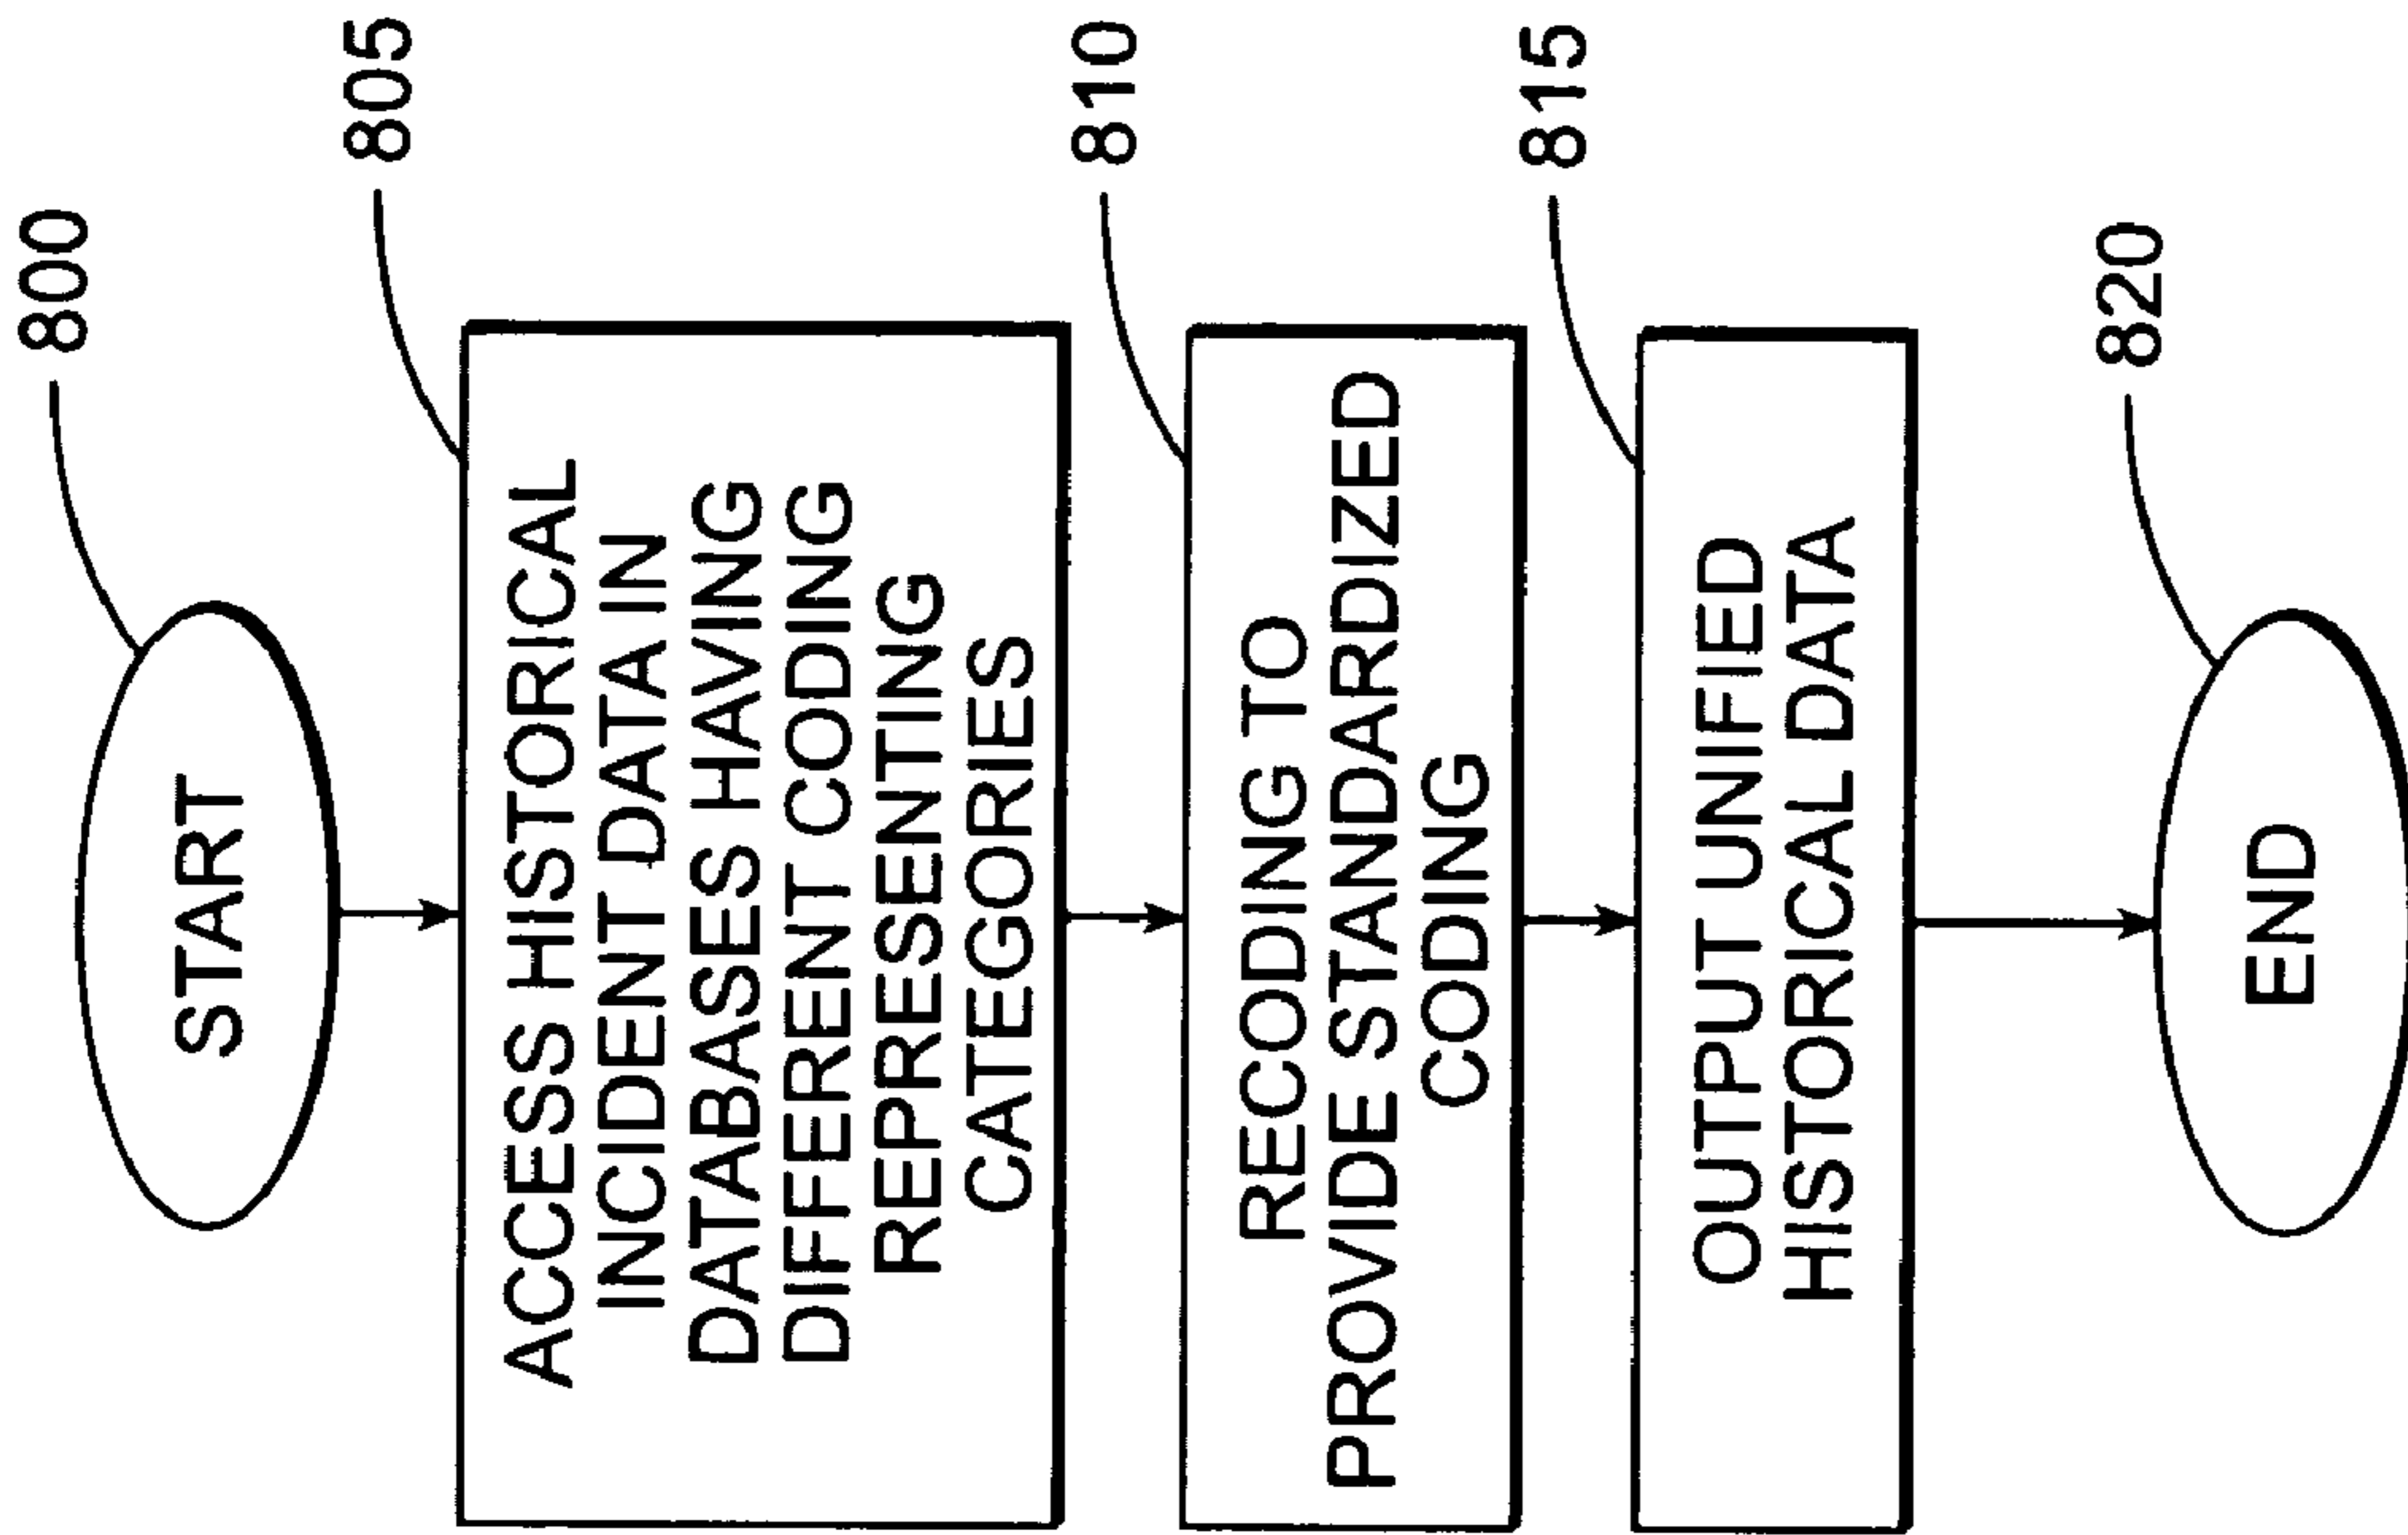 800
START
805
ACCESS HISTORICAL
INCIDENT DATA IN
DATABASES HAVING
DIFFERENT CODING
REPRESENTING
CATEGORIES
810
RECODING TO
PROVIDE STANDARDIZED
CODING
815
OUTPUT UNIFIED
HISTORICAL DATA
820
END